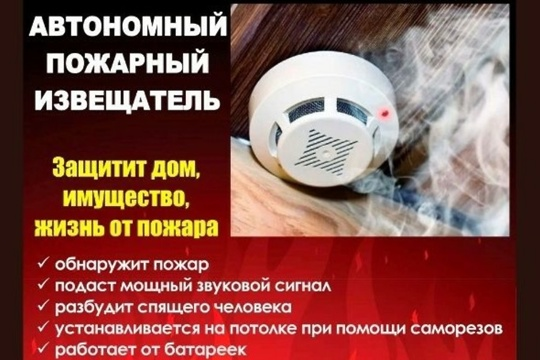 АВТОНОМНЫЙ
ПОЖАРНЫЙ
ИЗВЕЩАТЕЛЬ
Защитит дом,
имущество,
жизнь от пожара
✓ обнаружит пожар
✓ подаст мощный звуковой сигнал
✓ разбудит спящего человека
✓ устанавливается на потолке при помощи саморезов
✓ работает от батареек